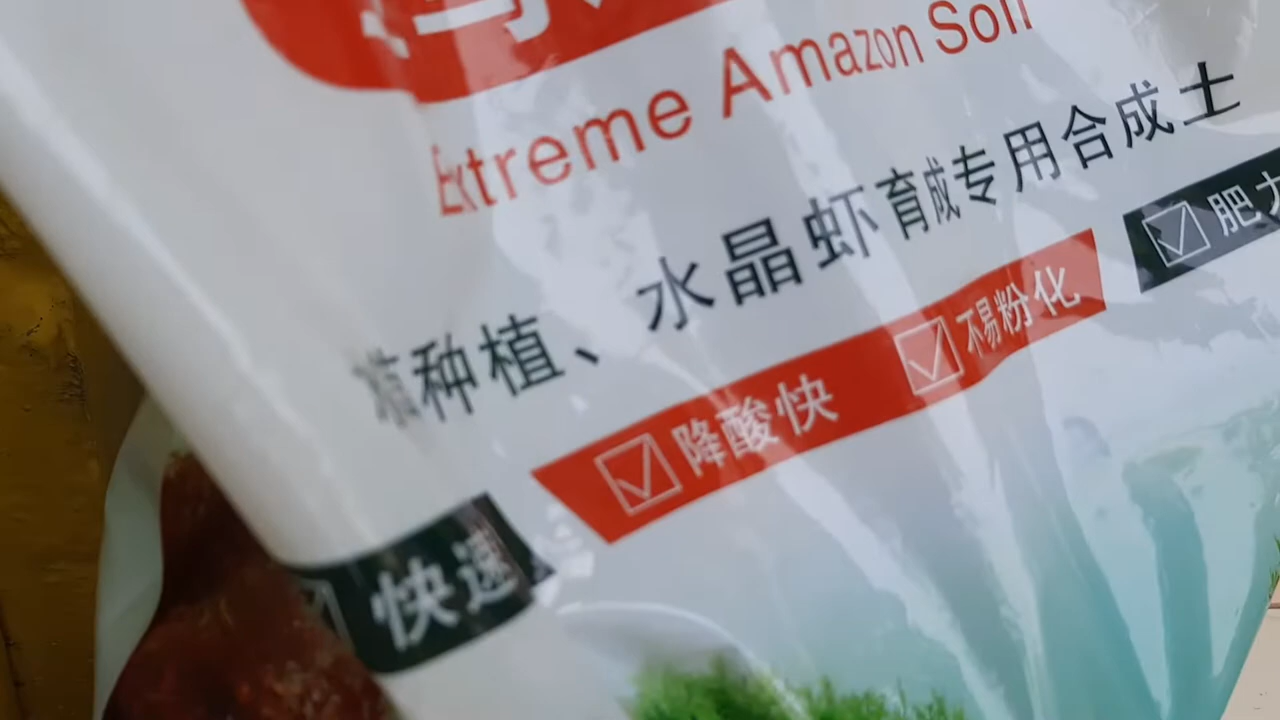 Extreme Amazon Soil
种植、水晶虾育成专用合成土
快速
降酸快
不易粉化
肥力